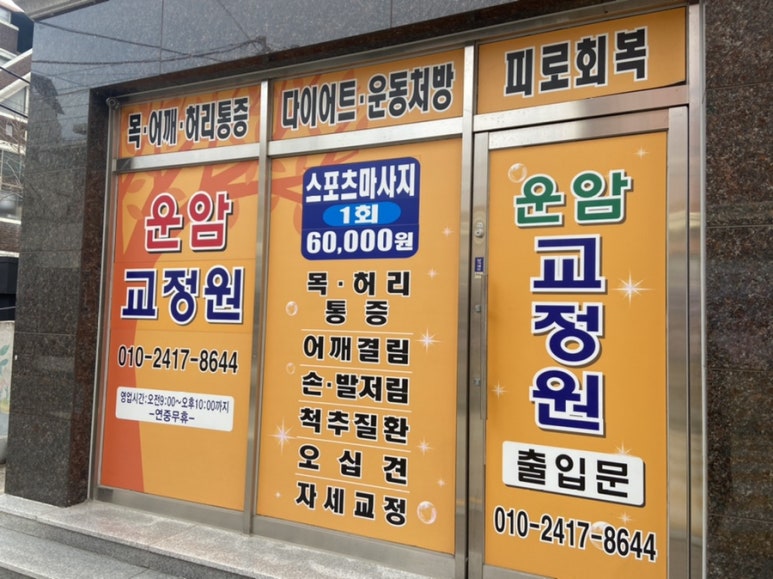 목·어깨·허리통증
다이어트·운동처방
피로회복
운암
교정원
010-2417-8644
영업시간:오전9:00~오후10:00까지
-연중무휴-
스포츠마사지
1회
60,000원
목·허리
통증
어깨결림
손·발저림
척추질환
오십견
자세교정
운암
교정원
출입문
010-2417-8644